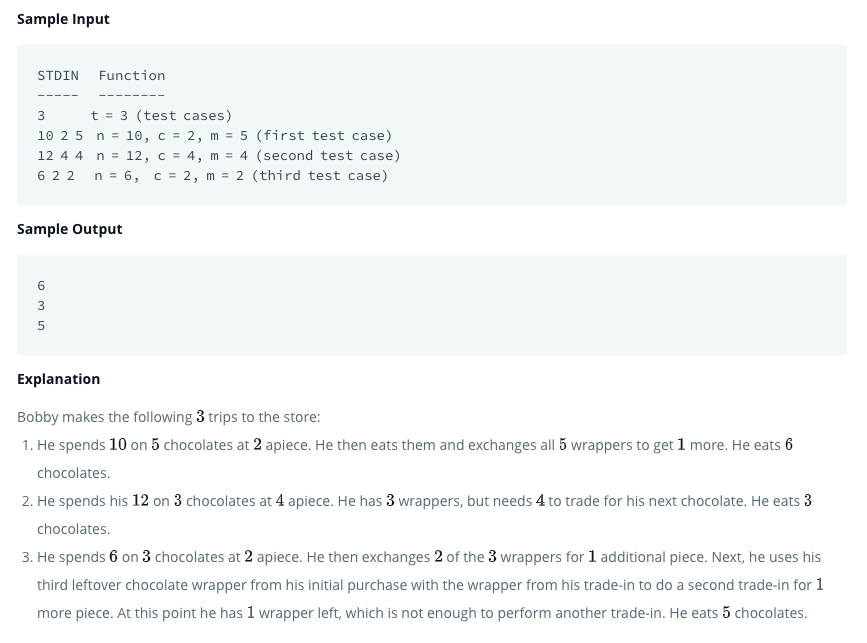 Sample Input
STDIN Function
----- --------
3 t = 3 (test cases)
10 2 5 n = 10, c = 2, m = 5 (first test case)
12 4 4 n = 12, c = 4, m = 4 (second test case)
6 2 2 n = 6, c = 2, m = 2 (third test case)
Sample Output
6
3
5
Explanation
Bobby makes the following 3 trips to the store:
1. He spends 10 on 5 chocolates at 2 apiece. He then eats them and exchanges all 5 wrappers to get 1 more. He eats 6
chocolates.
2. He spends his 12 on 3 chocolates at 4 apiece. He has 3 wrappers, but needs 4 to trade for his next chocolate. He eats 3
chocolates.
3. He spends 6 on 3 chocolates at 2 apiece. He then exchanges 2 of the 3 wrappers for 1 additional piece. Next, he uses his
third leftover chocolate wrapper from his initial purchase with the wrapper from his trade-in to do a second trade-in for 1
more piece. At this point he has 1 wrapper left, which is not enough to perform another trade-in. He eats 5 chocolates.